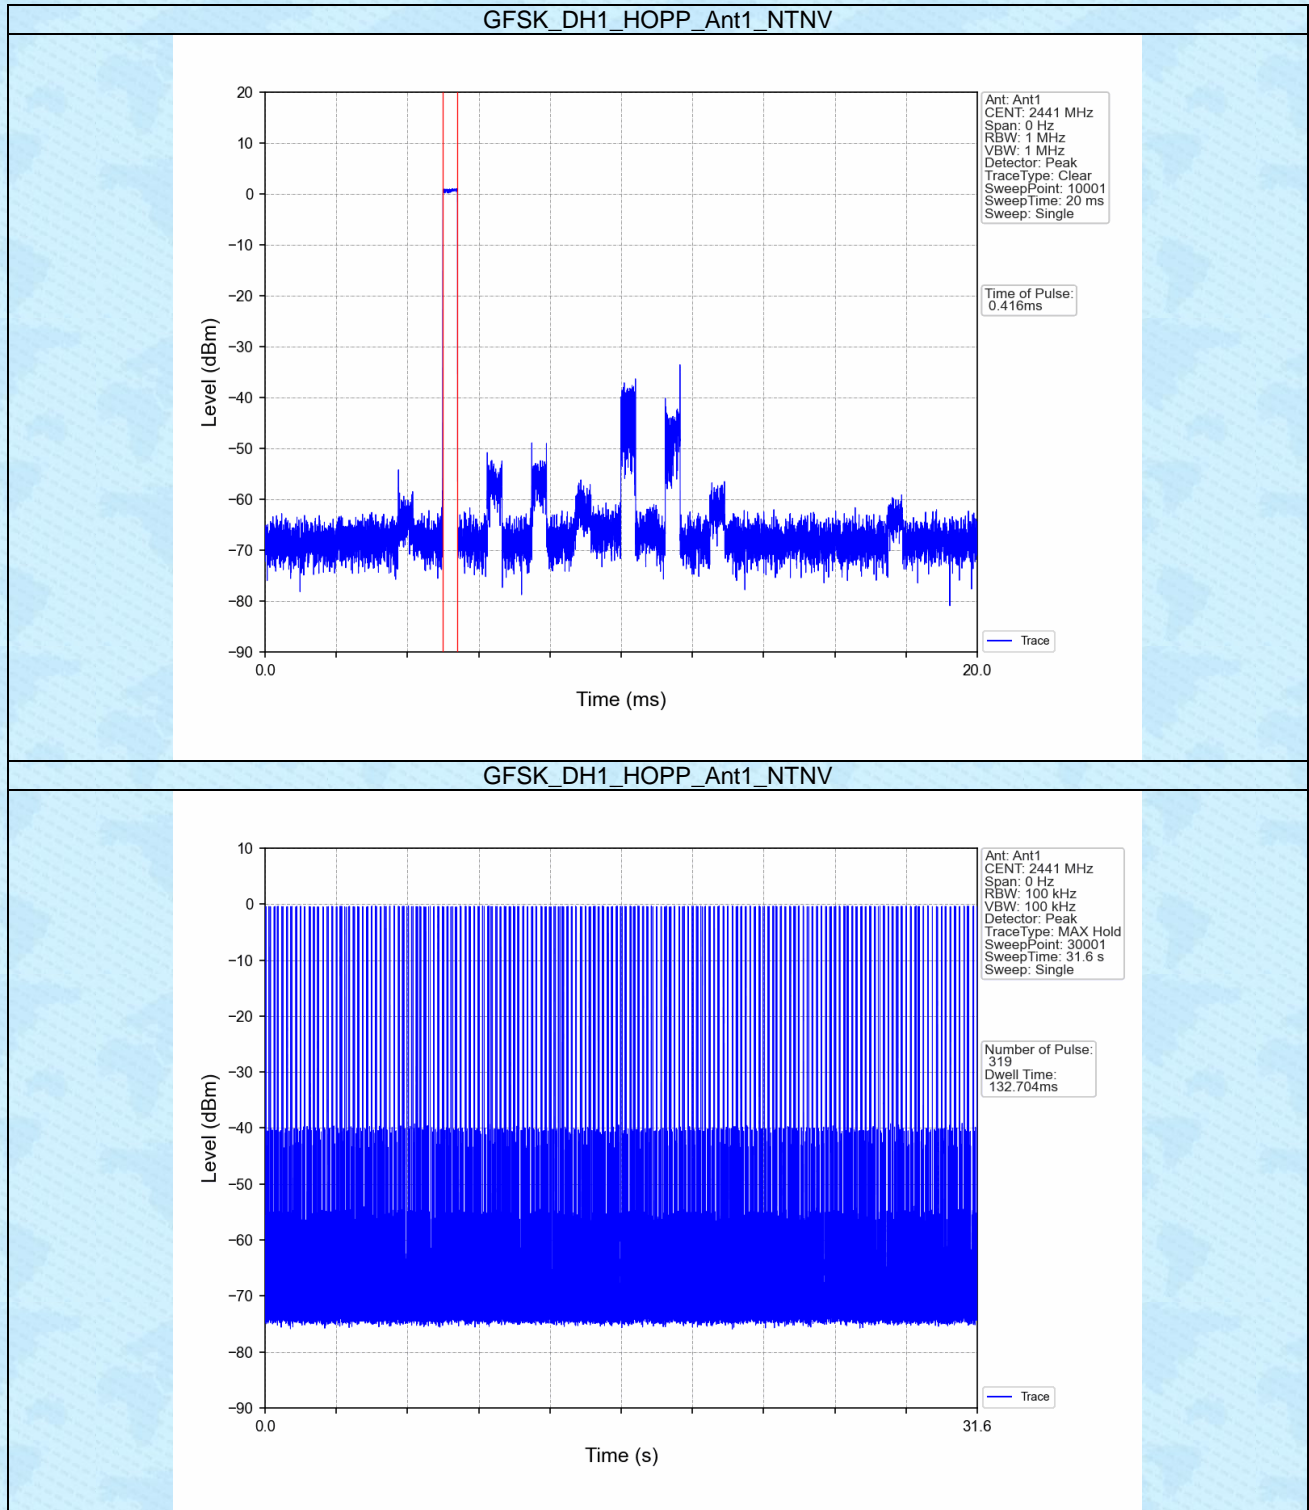 GFSK_DH1_HOPP_Ant1_NTNV
20
10
0
−10
−20
−30
−40
−50
−60
−70
−80
−90
Level (dBm)
0.0
20.0
Time (ms)
Ant: Ant1
CENT: 2441 MHz
Span: 0 Hz
RBW: 1 MHz
VBW: 1 MHz
Detector: Peak
TraceType: Clear
SweepPoint: 10001
SweepTime: 20 ms
Sweep: Single
Time of Pulse:
0.416ms
Trace
GFSK_DH1_HOPP_Ant1_NTNV
10
0
−10
−20
−30
−40
−50
−60
−70
−80
−90
Level (dBm)
0.0
31.6
Time (s)
Ant: Ant1
CENT: 2441 MHz
Span: 0 Hz
RBW: 100 kHz
VBW: 100 kHz
Detector: Peak
TraceType: MAX Hold
SweepPoint: 30001
SweepTime: 31.6 s
Sweep: Single
Number of Pulse:
319
Dwell Time:
132.704ms
Trace